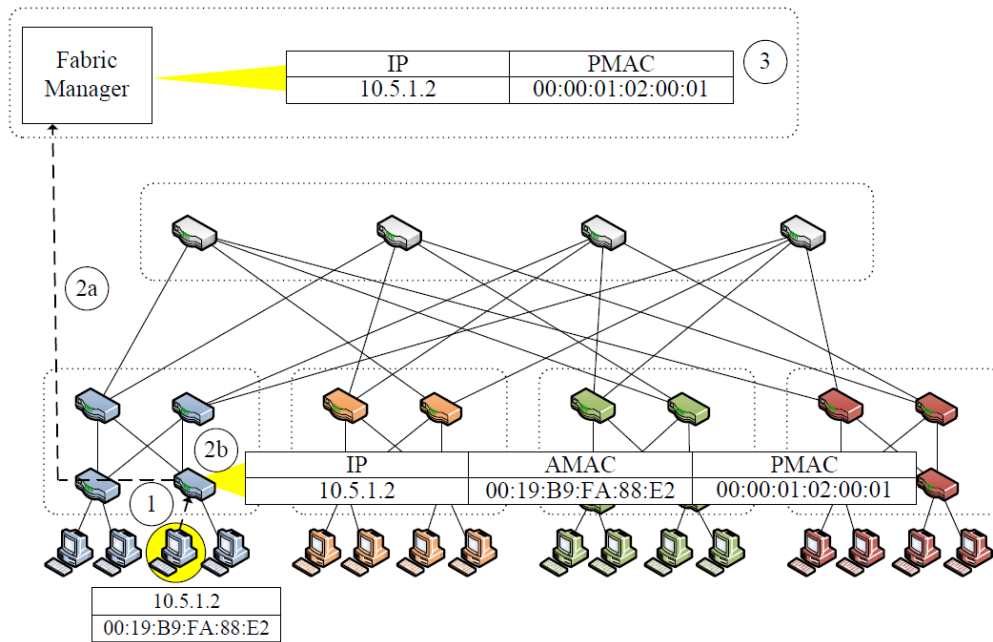 Fabric
Manager
IP PMAC
10.5.1.2 00:00:01:02:00:01
3
2a
2b
IP AMAC PMAC
10.5.1.2 00:19:B9:FA:88:E2 00:00:01:02:00:01
1
10.5.1.2
00:19:B9:FA:88:E2